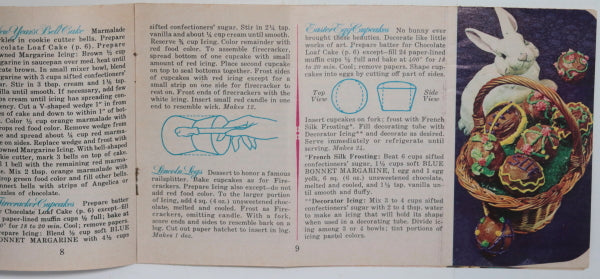 Year's Bell Cake Marmalade
in cookie cutter bells. Prepare
Chocolate Loaf Cake (p. 6). Prepare
Browned Margarine Icing: Brown ½ cup
margarine in saucepan over med. heat until
brown. In small mixer bowl, blend
margarine with 3 cups sifted confectioners'
sugar. Stir in 3 tbsp. cream and 1½ tsp.
vanilla until smooth. If necessary, add few
cream until icing has spreading con-
sistency. Cut a V-shaped wedge 1" in from
of cake and down to within 1" of bot-
tom. Color ½ cup orange marmalade with
drops red food color. Remove wedge from
and spread about ⅓ cup red marma-
on sides. Replace wedge and frost with
Browned Margarine Icing. With bell-shaped
cutter, mark 3 bells on top of cake.
1 bell with the remaining red marma-
lade. Mix 2 tbsp. orange marmalade with
drop green food color and fill other bells.
bells with strips of Angelica or
of chocolate.
Firecracker Cupcakes Prepare batter
Chocolate Loaf Cake (p. 6) except-fill
paper-lined muffin cups ½ full; bake at
for 18 to 20 min. Cool; remove papers.
Prepare Icing: Blend ½ cup soft BLUE
BONNET MARGARINE with 4½ cups
8
sifted confectioners' sugar. Stir in 2¼ tsp.
vanilla and about ¼ cup cream until smooth.
Reserve ¾ cup icing. Color remainder with
red food color. To assemble firecracker,
spread bottom of one cupcake with small
amount of red icing. Place second cupcake
on top to seal bottoms together. Frost sides
of cupcakes with red icing except for a
small strip on one side for firecracker to
rest on. Frost ends of firecrackers with the
white icing. Insert small red candle in one
end to resemble wick. Makes 12.
Lincoln Logs Dessert to honor a famous
railsplitter. Bake cupcakes as for Fire-
crackers. Prepare Icing also except-do not
add red food color. To the larger portion
of Icing, add 4 sq. (4 oz.) unsweetened choc-
olate, melted and cooled. Frost as Fire-
crackers, omitting candle. With a fork,
score ends and sides to resemble bark on a
log. Cut out paper hatchet to insert in log.
Makes 1 doz.
9
Easter Egg Cupcakes No bunny ever
brought these beauties. Decorate like little
works of art. Prepare batter for Chocolate
Loaf Cake (p. 6) except-fill 24 paper-lined
muffin cups ½ full and bake at 400° for 18
to 20 min. Cool; remove papers. Shape cup-
cakes into eggs by cutting off part of sides.
Top
View
Side
View
Insert cupcakes on fork; frost with French
Silk Frosting.* Fill decorating tube with
Decorator Icing** and decorate as desired.
Serve immediately or refrigerate until
serving. Makes 24.
*French Silk Frosting: Beat 6 cups sifted
confectioners' sugar, 1½ cups soft BLUE
BONNET MARGARINE, 1 egg and 1 egg
yolk, 6 sq. (6 oz.) unsweetened chocolate,
melted and cooled, and 1½ tsp. vanilla un-
til smooth and fluffy.
**Decorator Icing: Mix 3 to 4 cups sifted
confectioners' sugar with 2 to 3 tbsp. water
to make an icing that will hold its shape
when used in a decorating tube. Divide ic-
ing among 3 or 4 bowls; tint portions of
icing pastel colors.